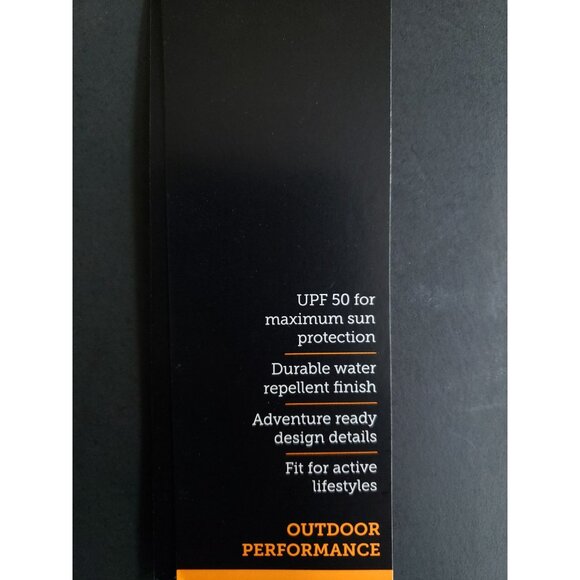 UPF 50 for
maximum sun
protection
Durable water
repellent finish
Adventure ready
design details
Fit for active
lifestyles
OUTDOOR
PERFORMANCE